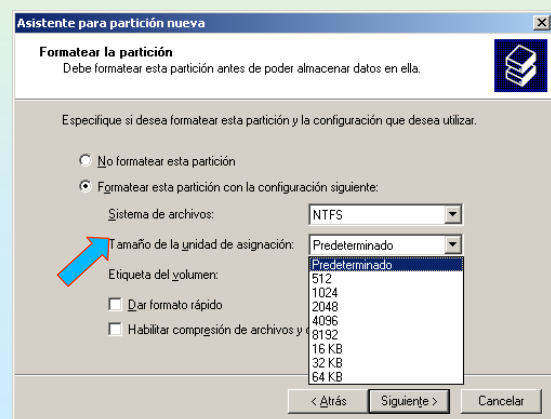 Asistente para partición nueva
Formatear la partición
Debe formatear esta partición antes de poder almacenar datos en ella.
Especifique si desea formatear esta partición y la configuración que desea utilizar.
No formatear esta partición
Formatear esta partición con la configuración siguiente:
Sistema de archivos: NTFS
Tamaño de la unidad de asignación: Predeterminado
Predeterminado
Etiqueta del volumen: 512
1024
Dar formato rápido 2048
4096
Habilitar compresión de archivos y 8192
16 KB
32 KB
64 KB
< Atrás Siguiente > Cancelar